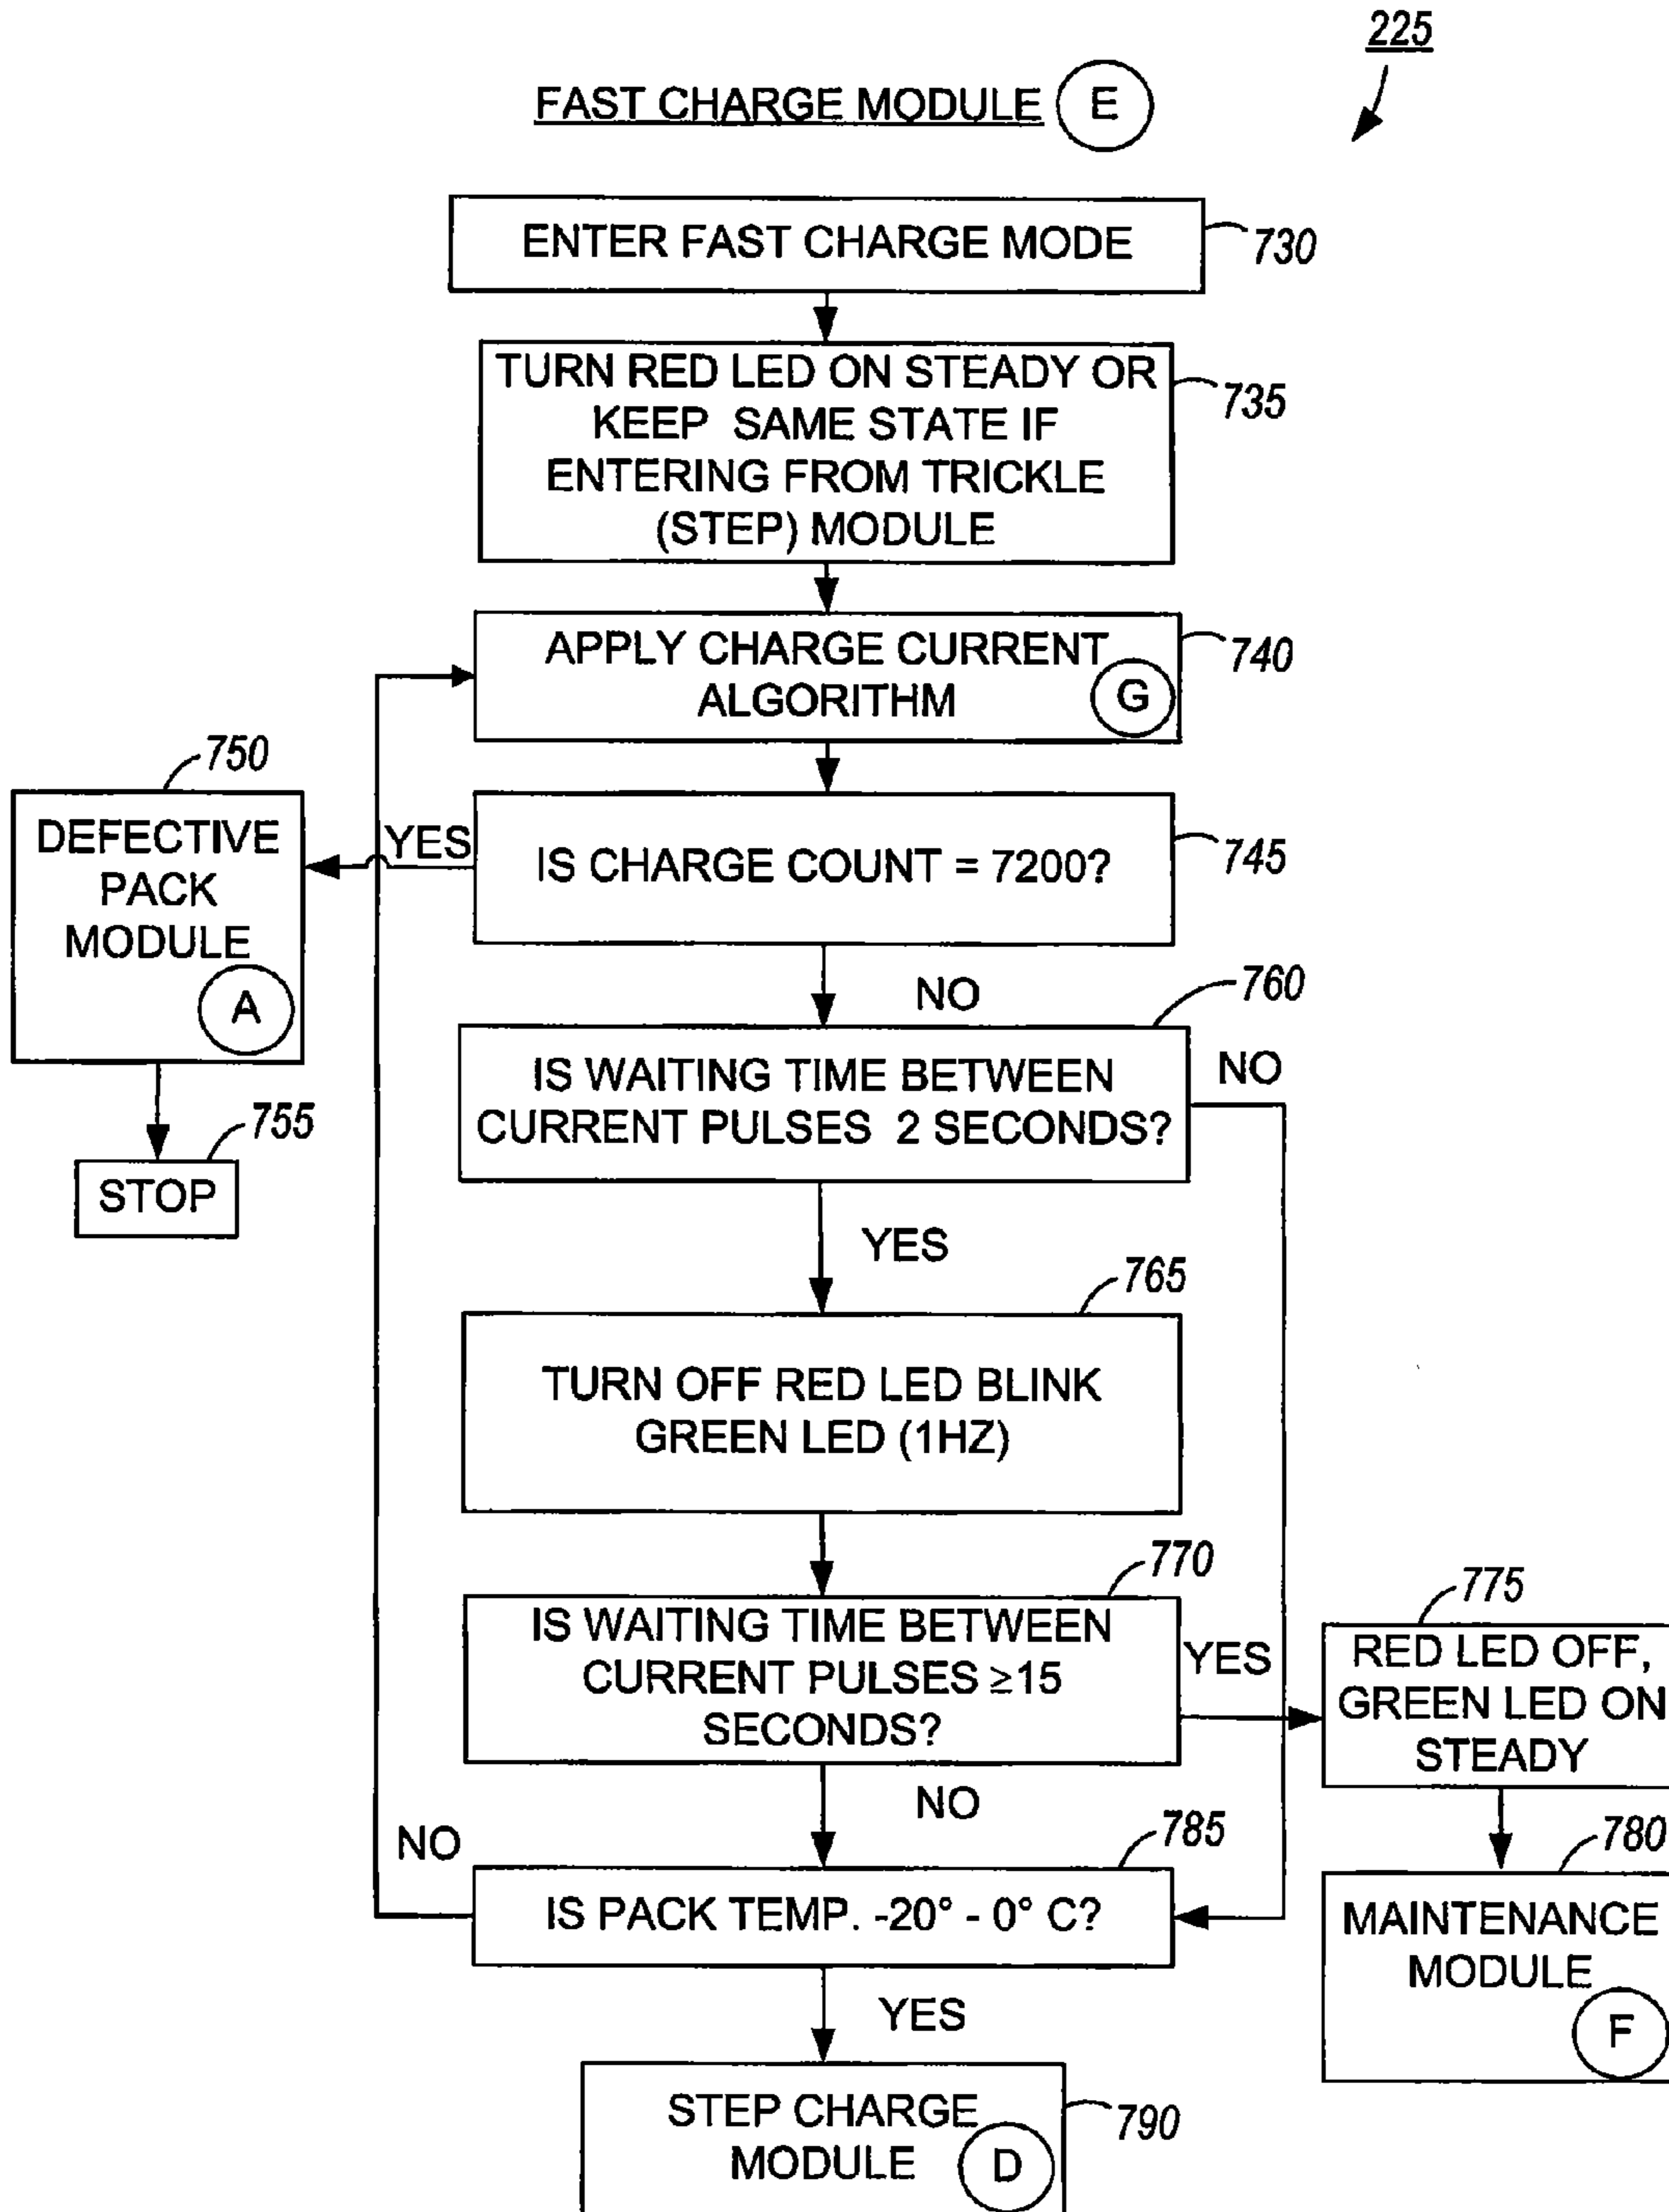 225
FAST CHARGE MODULE E
ENTER FAST CHARGE MODE
730
TURN RED LED ON STEADY OR
KEEP SAME STATE IF
ENTERING FROM TRICKLE
(STEP) MODULE
735
APPLY CHARGE CURRENT
ALGORITHM
G
740
IS CHARGE COUNT = 7200?
745
YES
750
DEFECTIVE
PACK
MODULE
A
755
STOP
NO
760
IS WAITING TIME BETWEEN
CURRENT PULSES 2 SECONDS?
NO
YES
765
TURN OFF RED LED BLINK
GREEN LED (1HZ)
770
IS WAITING TIME BETWEEN
CURRENT PULSES ≥15
SECONDS?
YES
775
RED LED OFF,
GREEN LED ON
STEADY
780
MAINTENANCE
MODULE
F
NO
NO
785
IS PACK TEMP. -20° - 0° C?
YES
STEP CHARGE
MODULE
D
790